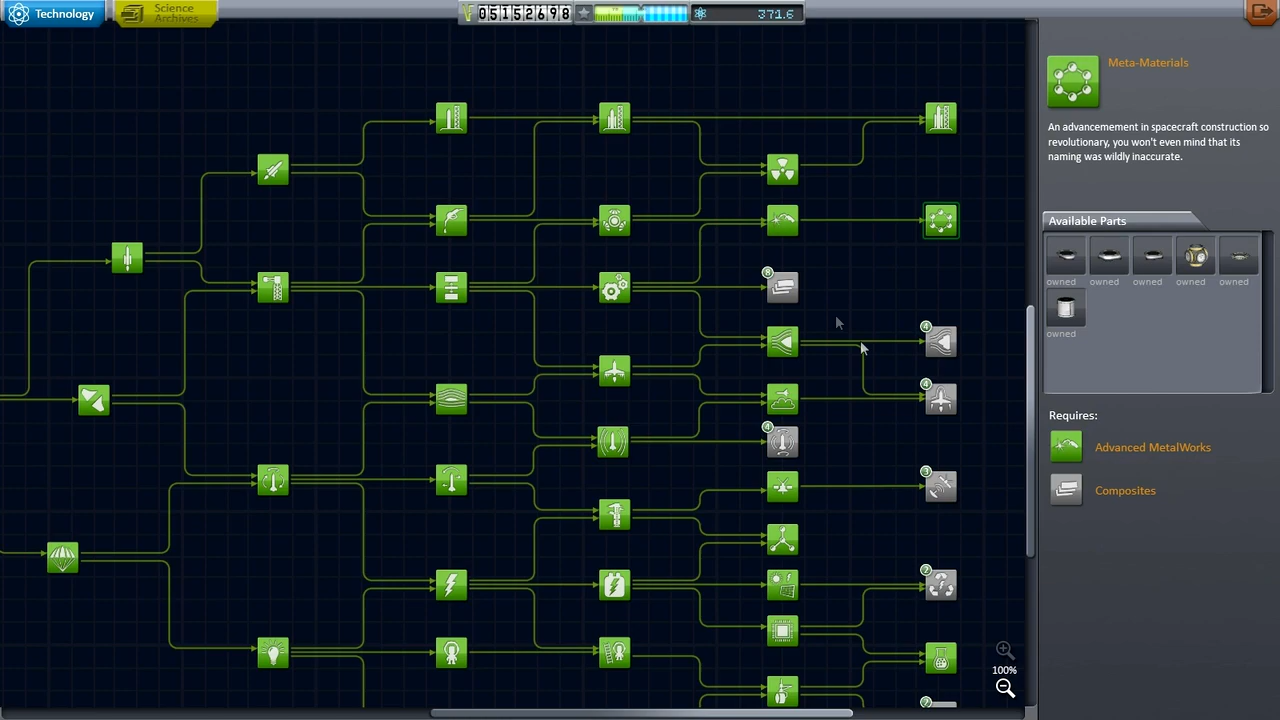 Technology
Science
Archives
05152698
371.6
Meta-Materials
An advancemement in spacecraft construction so
revolutionary, you won't even mind that its
naming was wildly inaccurate.
Available Parts
owned owned owned owned owned
owned
Requires:
Advanced MetalWorks
Composites
8
4
4
4
3
2
100%